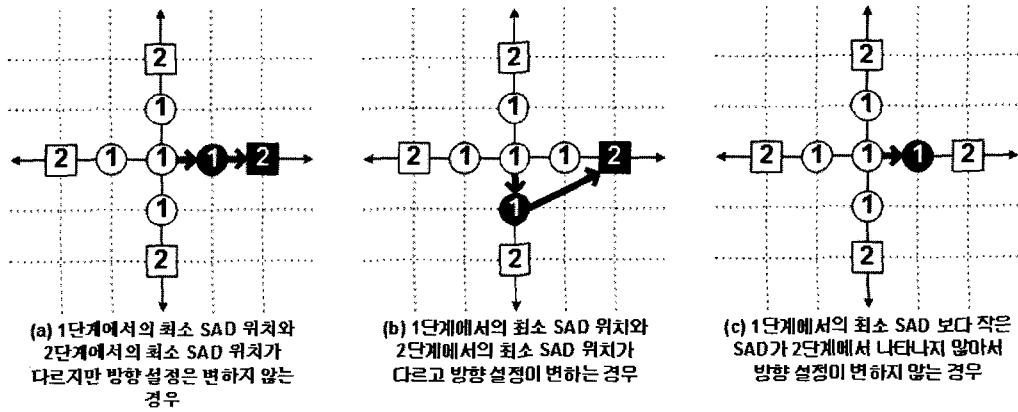 2 2 2
1 1 1
2 1 1 1 2 2 1 1 1 2 2 1 1 1 2
1 1 1
2 2 2
(a) 1단계에서의 최소 SAD 위치와
2단계에서의 최소 SAD 위치가
다르지만 방향 설정은 변하지 않는
경우
(b) 1단계에서의 최소 SAD 위치와
2단계에서의 최소 SAD 위치가
다르고 방향 설정이 변하는 경우
(c) 1단계에서의 최소 SAD 보다 작은
SAD가 2단계에서 나타나지 않아서
방향 설정이 변하지 않는 경우